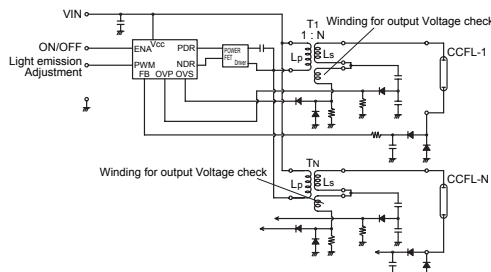 VIN
Vcc
ON/OFF
ENA
PDR
POWER
FET
Driver
Light emission
Adjustment
PWM
NDR
FB OVP OVS
T1
1 : N
Lp
Ls
Winding for output Voltage check
CCFL-1
TN
Winding for output Voltage check
Lp
Ls
CCFL-N